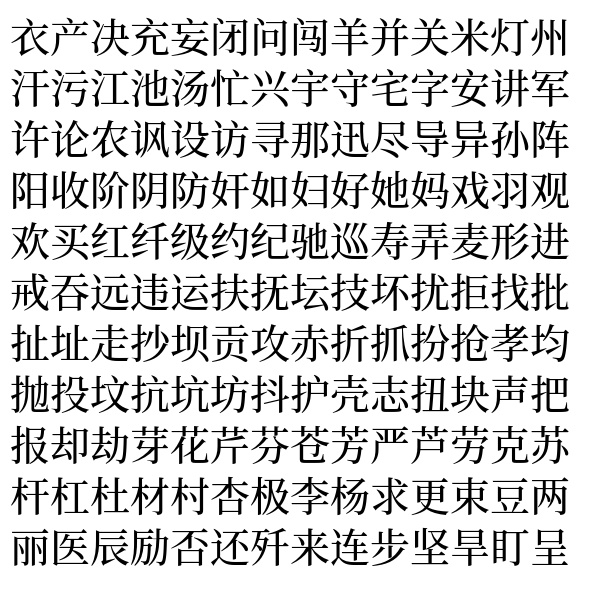 衣产决充妄闭问闯羊并关米灯州
汗污江池汤忙兴宇守宅字安讲军
许论农讽设访寻那迅尽导异孙阵
阳收阶阴防奸如妇好她妈戏羽观
欢买红纤级约纪驰巡寿弄麦形进
戒吞远违运扶抚坛技坏扰拒找批
扯址走抄坝贡攻赤折抓扮抢孝均
抛投坟抗坑坊抖护壳志扭块声把
报却劫芽花芹芬苍芳严芦劳克苏
杆杠杜材村杏极李杨求更束豆两
丽医辰励否还歼来连步坚旱盯呈